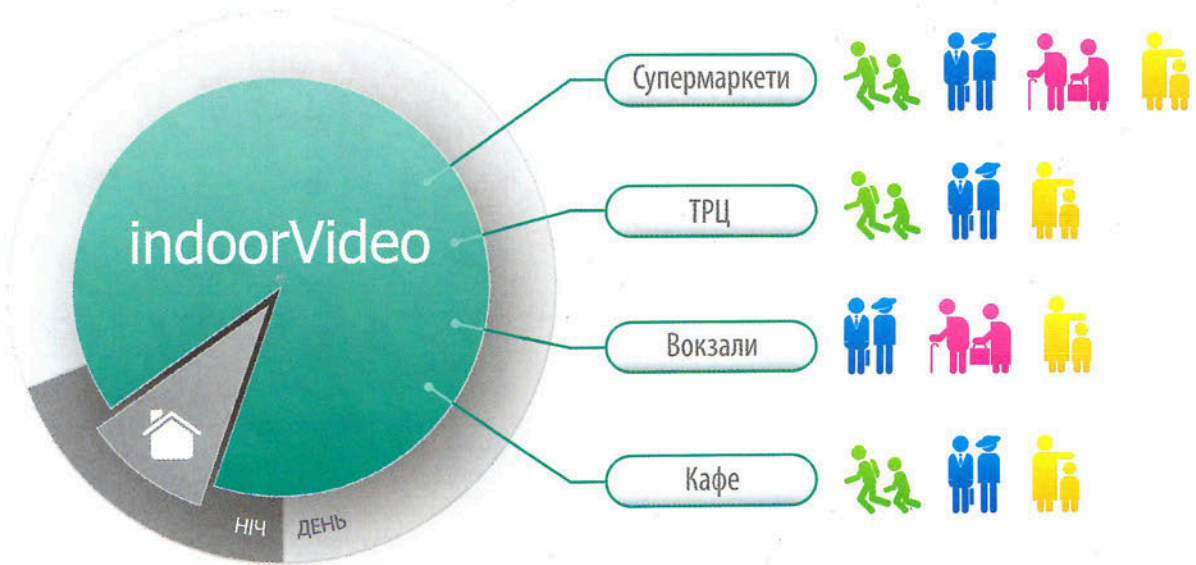 Супермаркети
ТРЦ
indoorVideo
Вокзали
Кафе
НІЧ ДЕНЬ